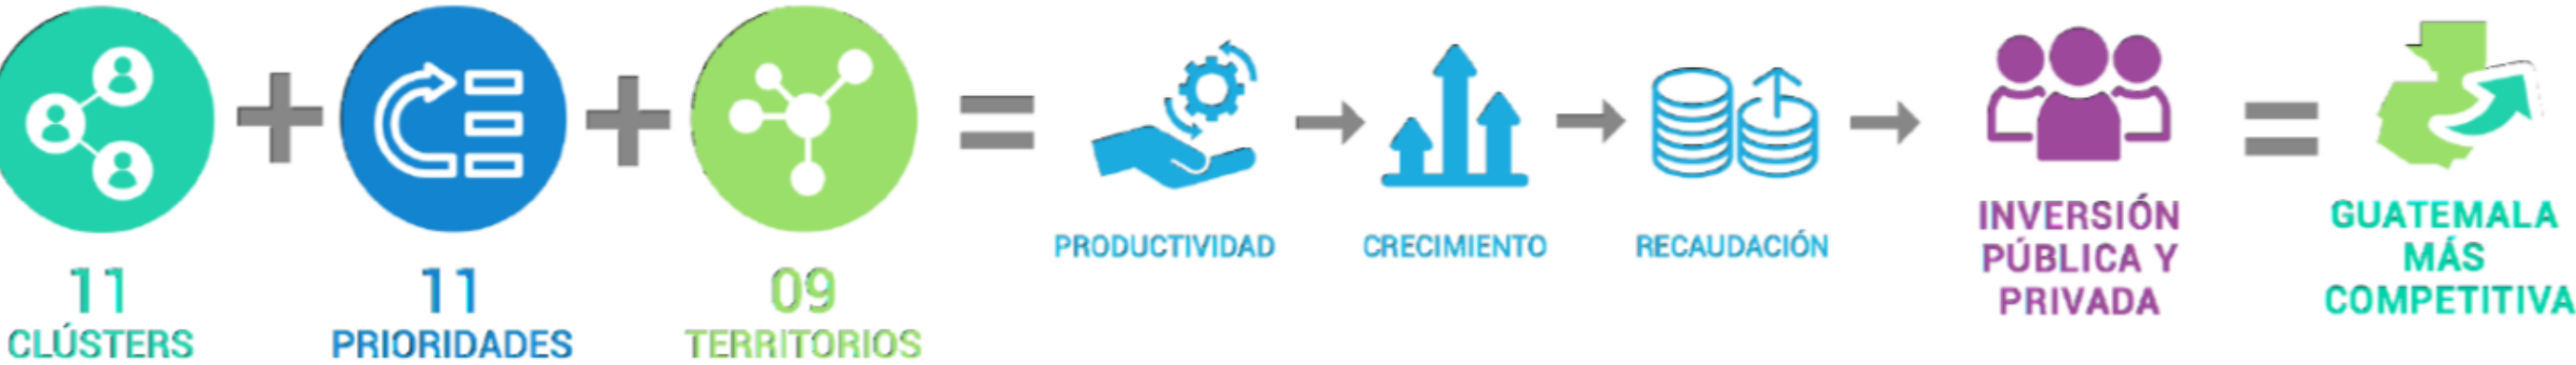 11
CLÚSTERS
11
PRIORIDADES
09
TERRITORIOS
PRODUCTIVIDAD
CRECIMIENTO
RECAUDACIÓN
INVERSIÓN
PÚBLICA Y
PRIVADA
GUATEMALA
MÁS
COMPETITIVA